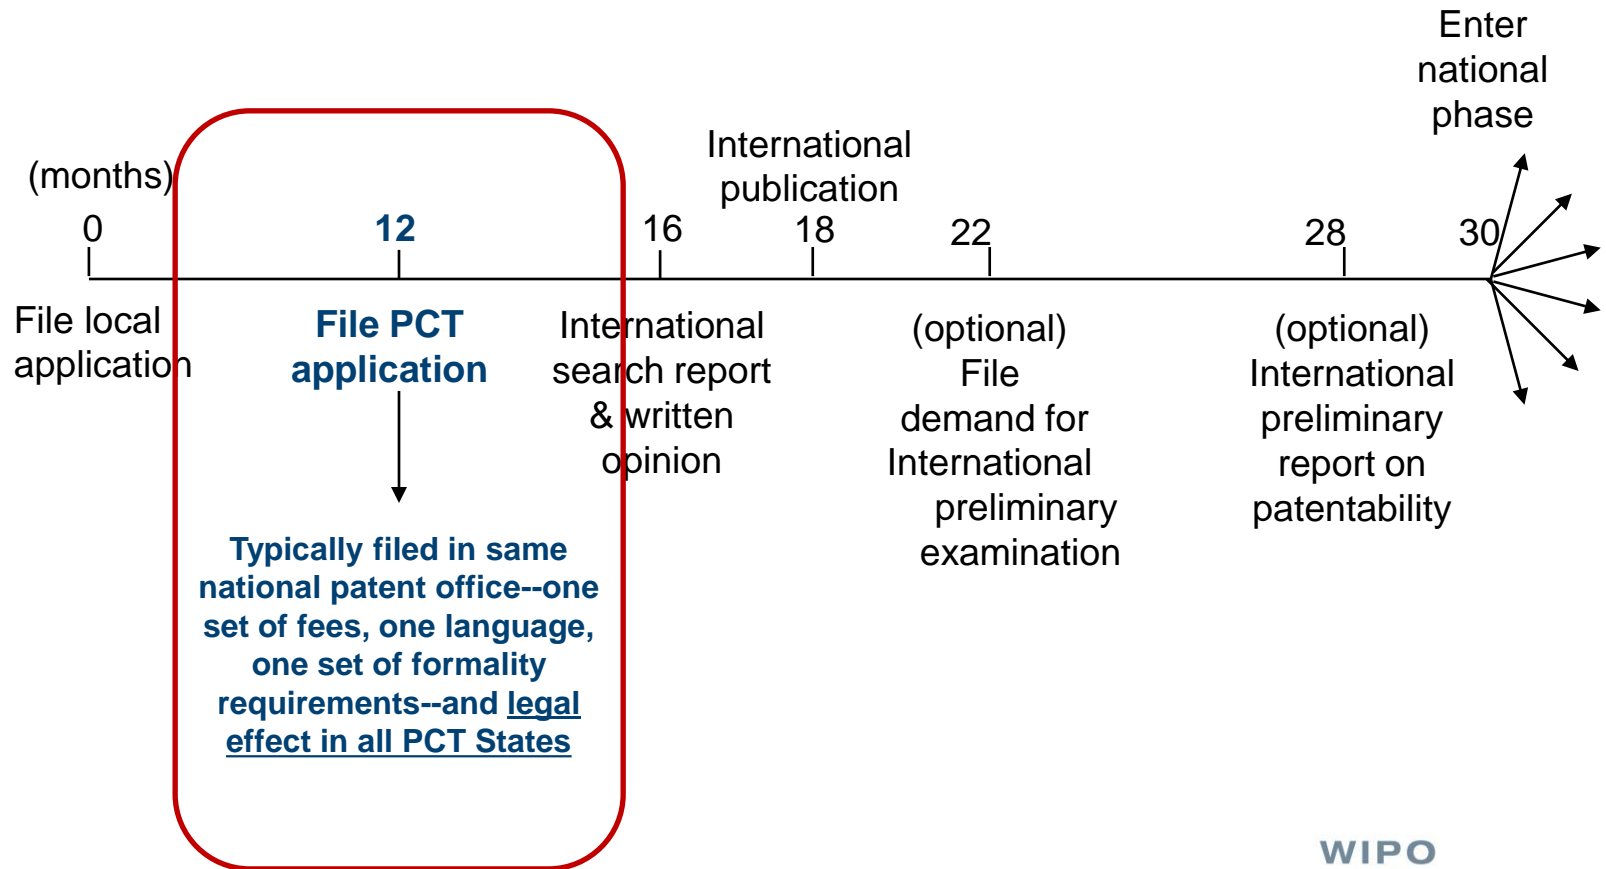 Enter
national
phase
International
publication
(months)
0
12
16
18
22
28
30
File local
application
File PCT
application
International
search report
& written
opinion
(optional)
File
demand for
International
preliminary
examination
(optional)
International
preliminary
report on
patentability
Typically filed in same
national patent office--one
set of fees, one language,
one set of formality
requirements--and legal
effect in all PCT States
WIPO